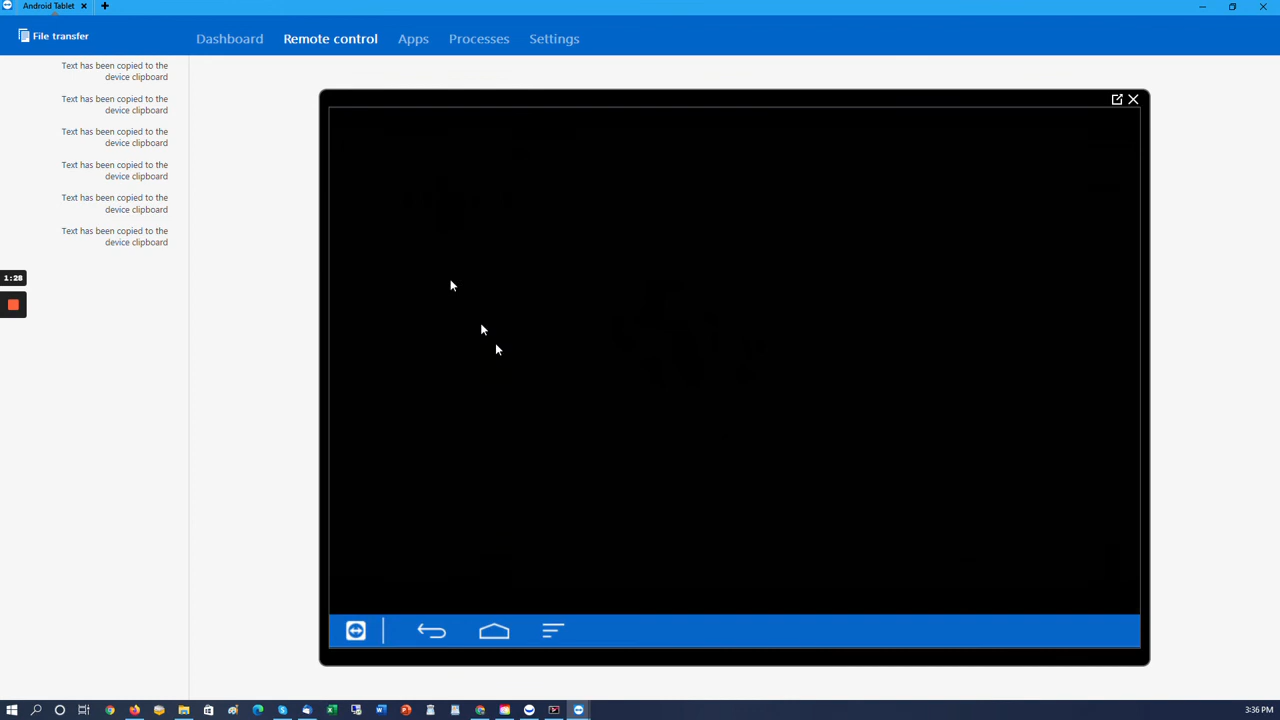 Android Tablet
File transfer
Dashboard Remote control Apps Processes Settings
Text has been copied to the
device clipboard
Text has been copied to the
device clipboard
Text has been copied to the
device clipboard
Text has been copied to the
device clipboard
Text has been copied to the
device clipboard
Text has been copied to the
device clipboard
1:28
3:36 PM